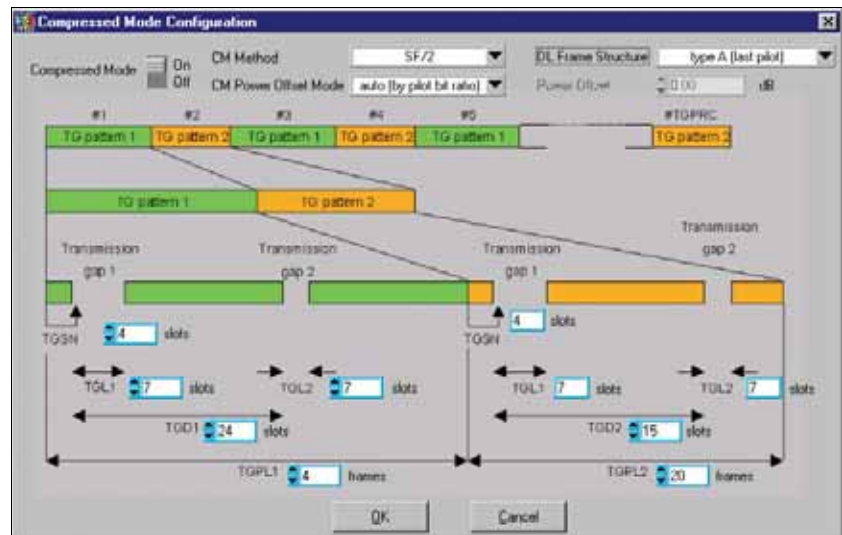 Compressed Mode Configuration
Compressed Mode
On
Off
CM Method
SF/2
DL Frame Structure
type A (last pilot)
CM Power Offset Mode
auto (by pilot bit ratio)
Power Offset
0.00
dB
#1 #2 #3 #4 #5 #TGPRC
TG pattern 1 TG pattern 2 TG pattern 1 TG pattern 2 TG pattern 1 TG pattern 2
TG pattern 1 TG pattern 2
Transmission gap 1
Transmission gap 2
Transmission gap 1
Transmission gap 2
TGSN 4 slots
TGSN 4 slots
TGL1 7 slots
TGL2 7 slots
TGL1 7 slots
TGL2 7 slots
TGD1 24 slots
TGD2 15 slots
TGPL1 4 frames
TGPL2 20 frames
OK
Cancel